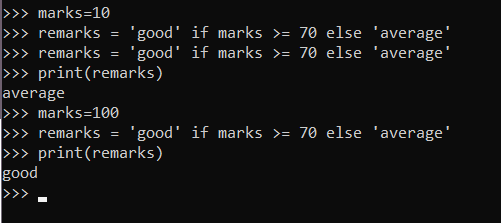 >>> marks=10
>>> remarks = 'good' if marks >= 70 else 'average'
>>> remarks = 'good' if marks >= 70 else 'average'
>>> print(remarks)
average
>>> marks=100
>>> remarks = 'good' if marks >= 70 else 'average'
>>> print(remarks)
good
>>>